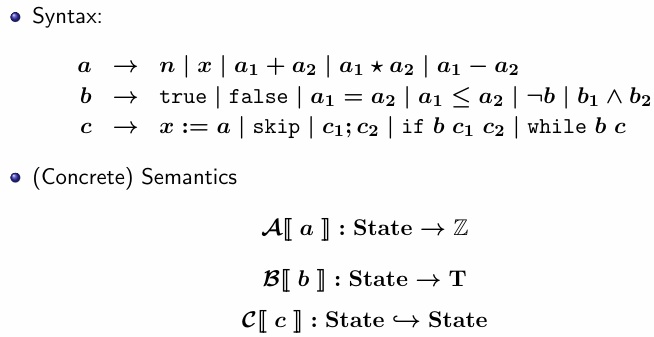 • Syntax:
a → n | x | a₁ + a₂ | a₁ ⋆ a₂ | a₁ − a₂
b → true | false | a₁ = a₂ | a₁ ≤ a₂ | ¬b | b₁ ∧ b₂
c → x := a | skip | c₁; c₂ | if b c₁ c₂ | while b c
• (Concrete) Semantics
𝒜⟦ a ⟧ : State → ℤ
ℬ⟦ b ⟧ : State → T
𝒞⟦ c ⟧ : State ↪ State